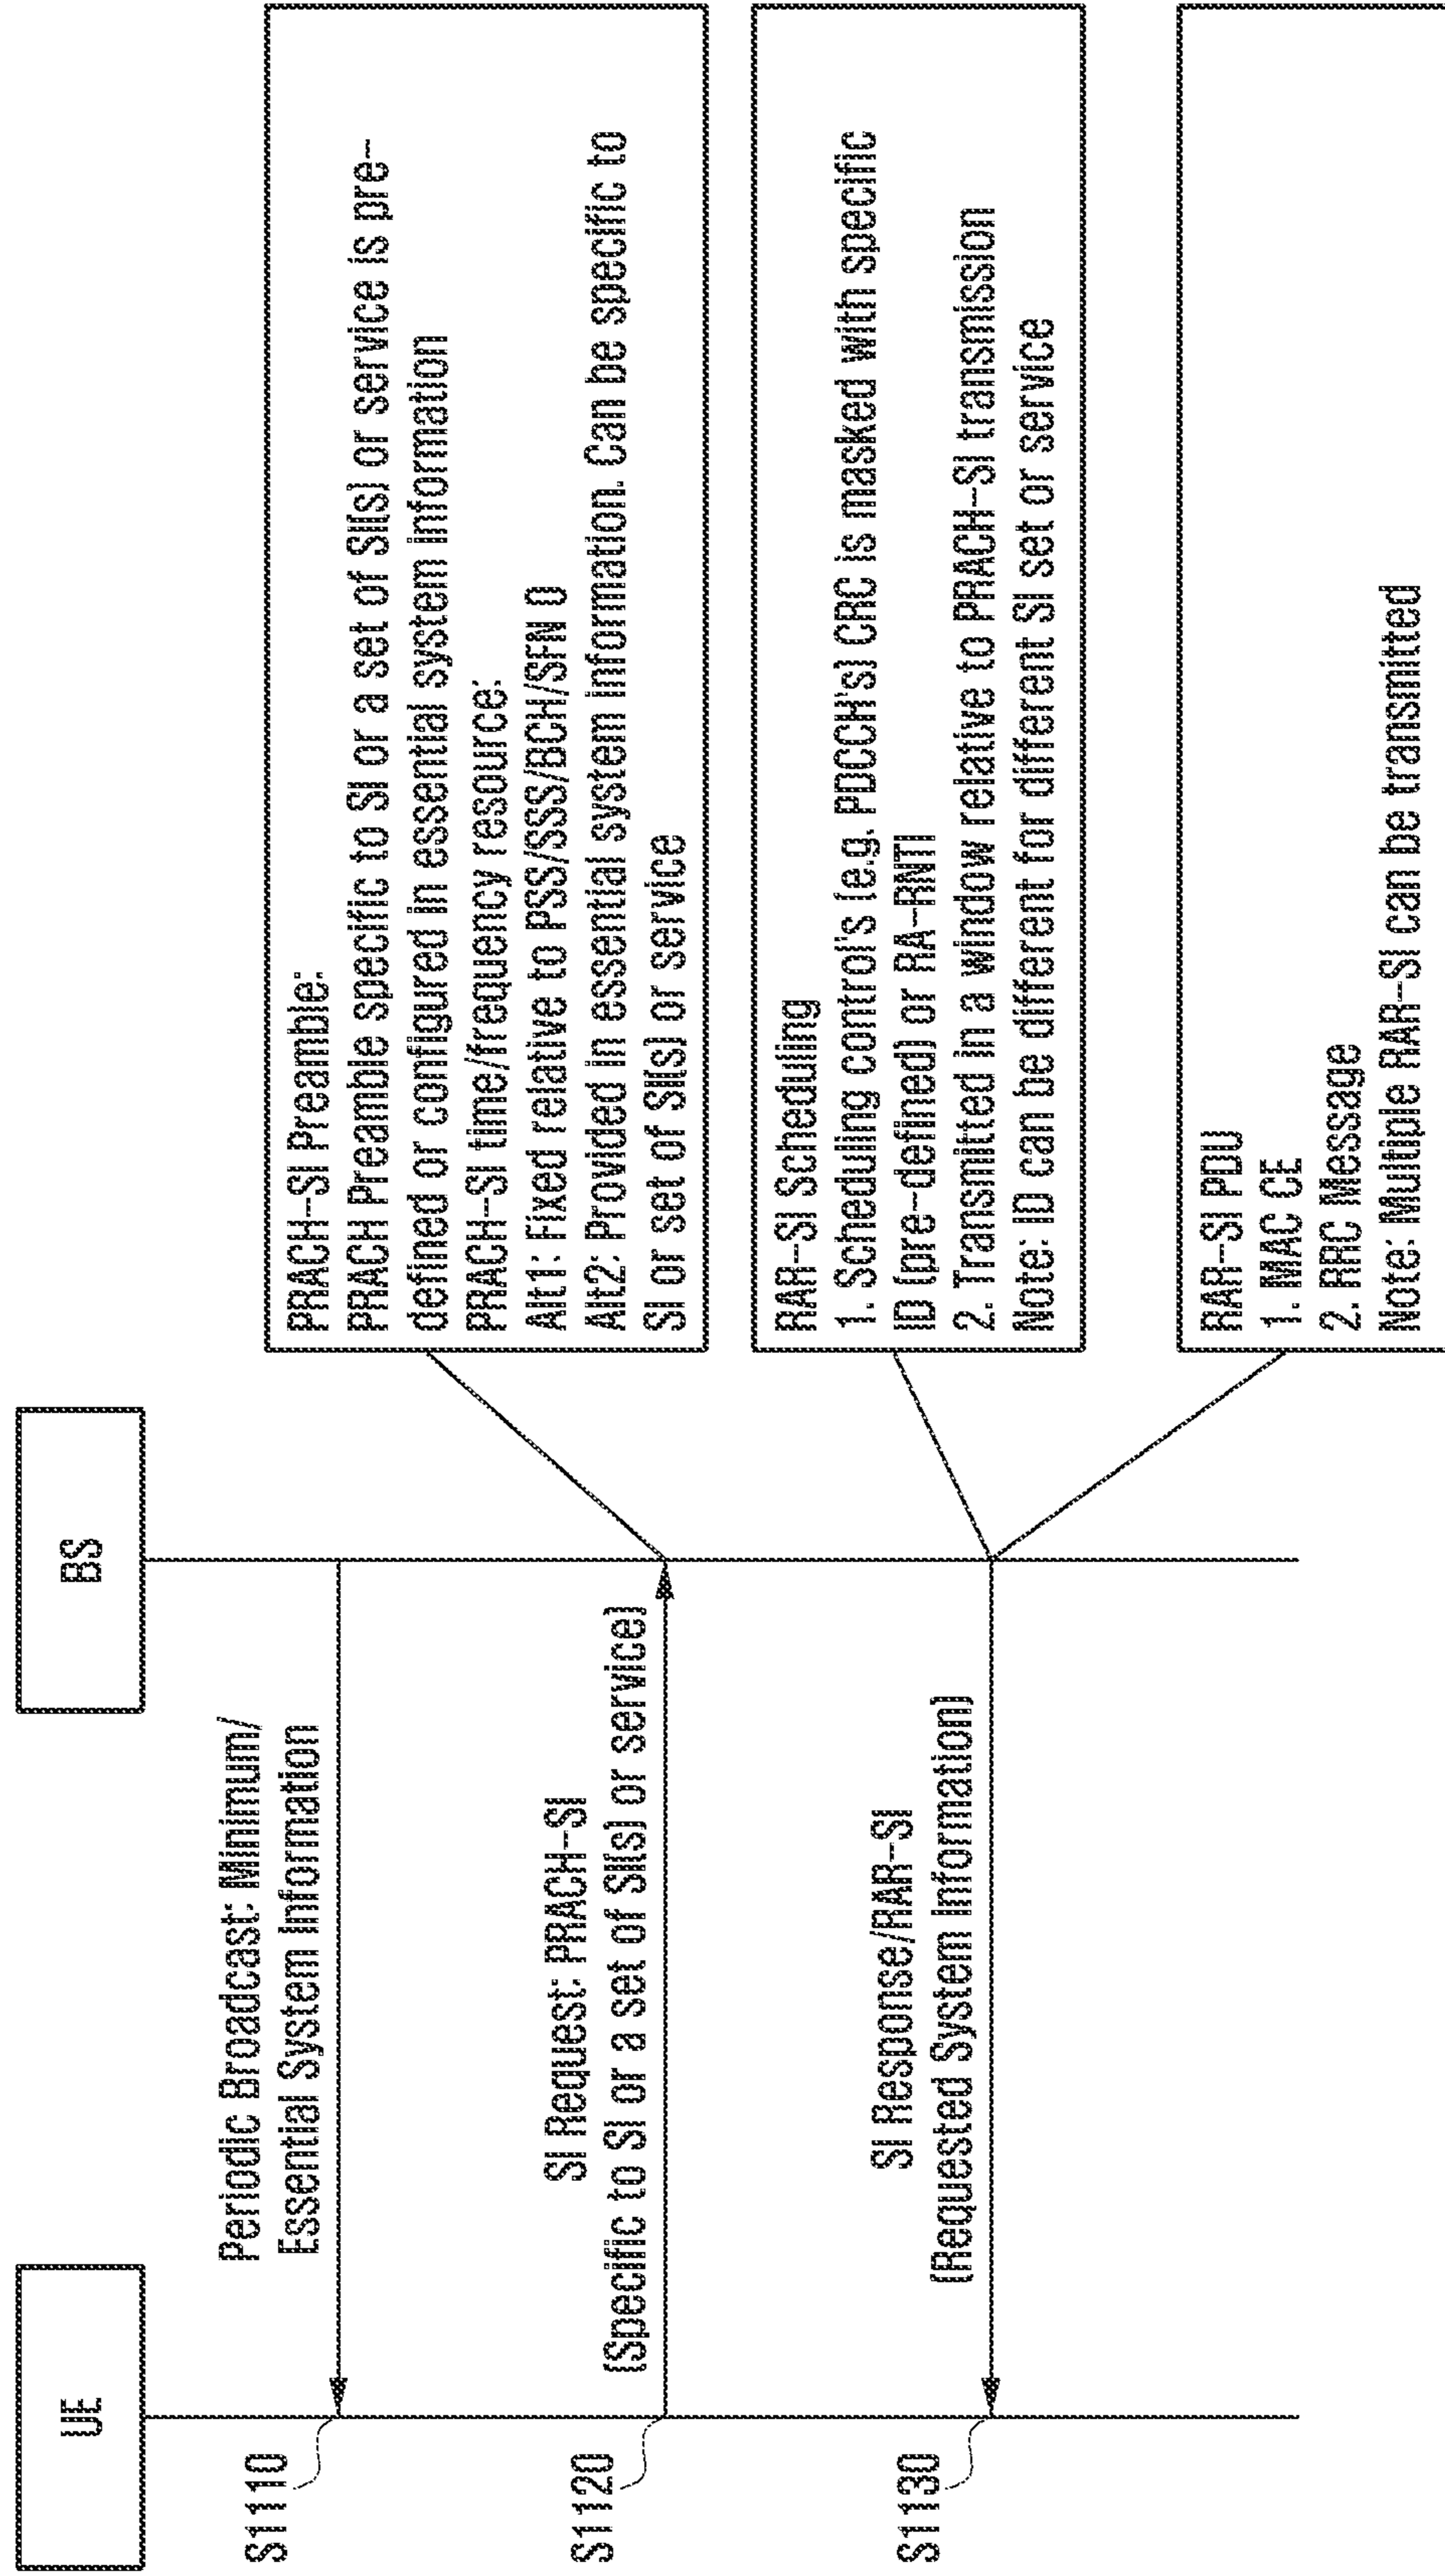 UE
BS
S1110
Periodic Broadcast: Minimum/
Essential System Information
S1120
SI Request: PRACH-SI
(Specific to SI or a set of SI(s) or service)
S1130
SI Response/RAR-SI
(Requested System Information)
PRACH-SI Preamble:
PRACH Preamble specific to SI or a set of SI(s) or service is pre-
defined or configured in essential system information
PRACH-SI time/frequency resource:
Alt1: Fixed relative to PSS/SSS/BCH/SFN 0
Alt2: Provided in essential system information. Can be specific to
SI or set of SI(s) or service
RAR-SI Scheduling
1. Scheduling control's (e.g. PDCCH's) CRC is masked with specific
ID (pre-defined) or RA-RNTI
2. Transmitted in a window relative to PRACH-SI transmission
Note: ID can be different for different SI set or service
RAR-SI PDU
1. MAC CE
2. RRC Message
Note: Multiple RAR-SI can be transmitted